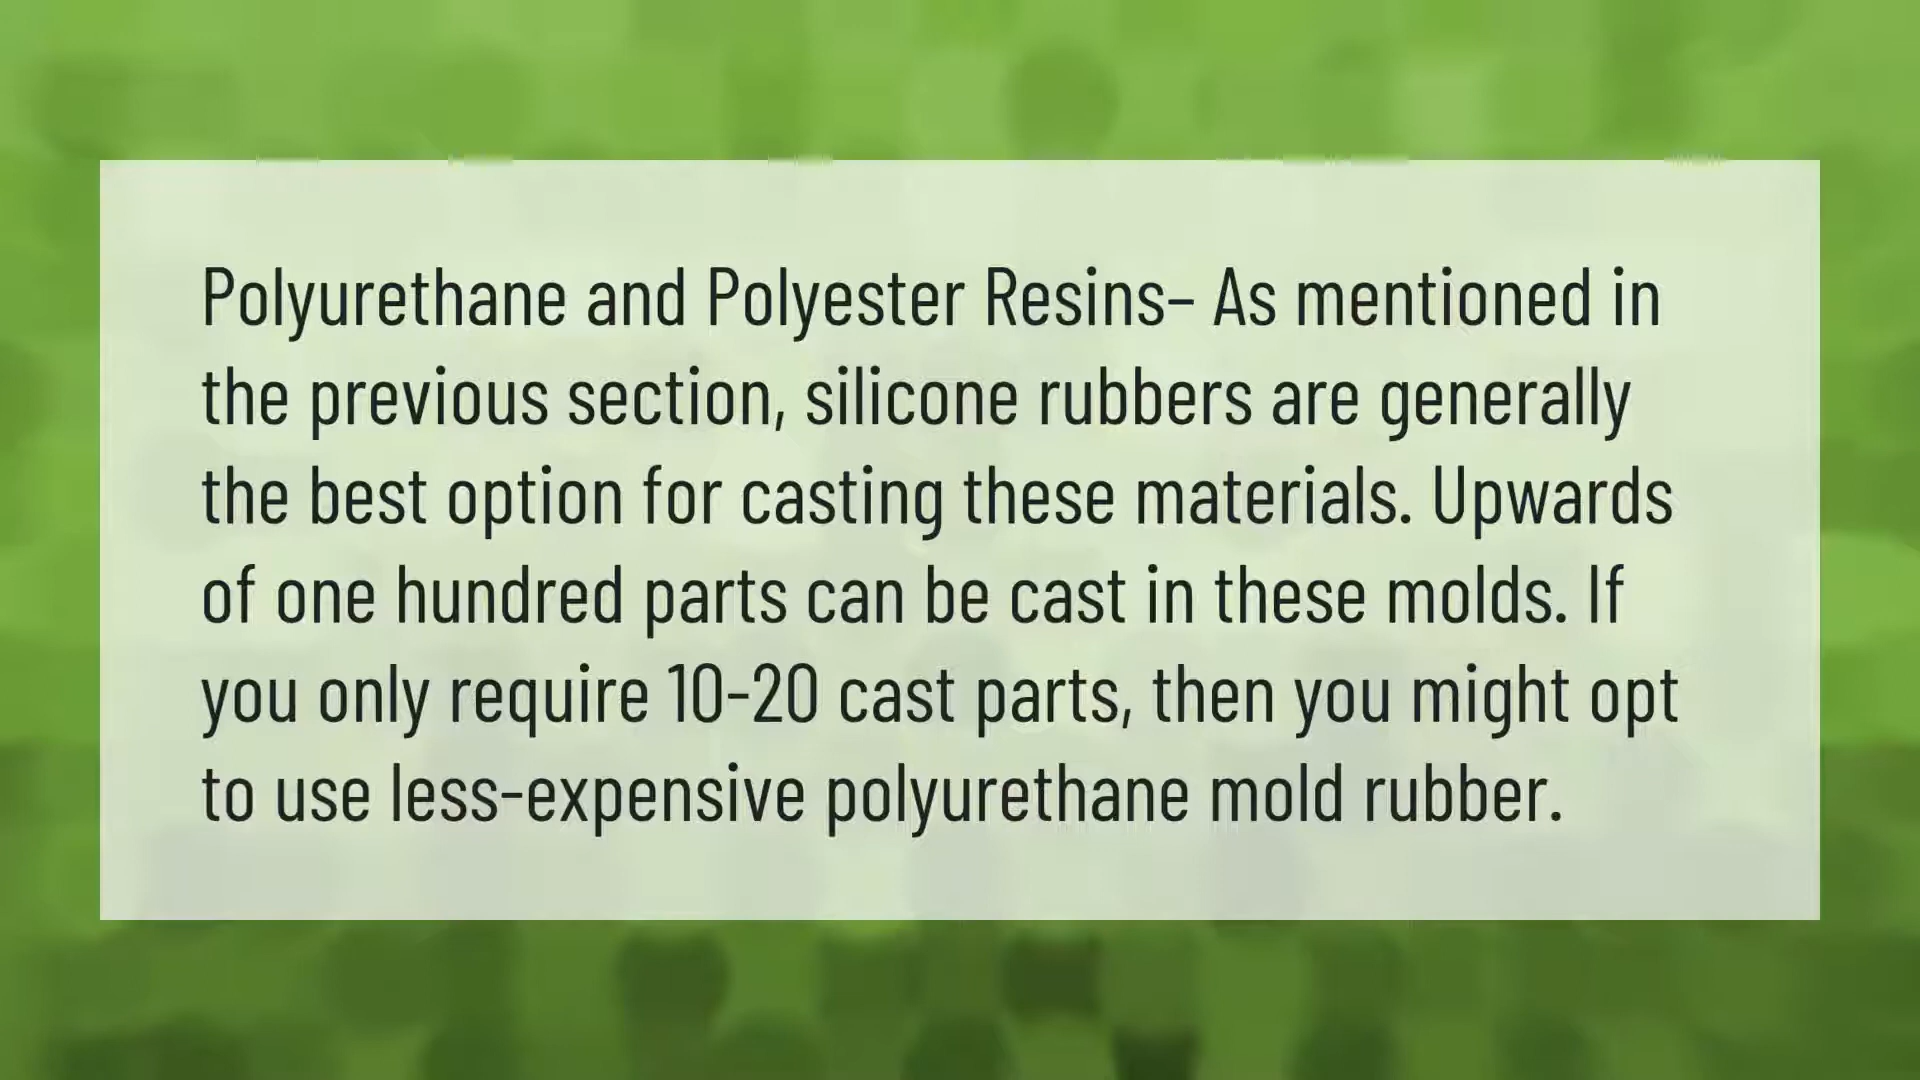 Polyurethane and Polyester Resins– As mentioned in
the previous section, silicone rubbers are generally
the best option for casting these materials. Upwards
of one hundred parts can be cast in these molds. If
you only require 10-20 cast parts, then you might opt
to use less-expensive polyurethane mold rubber.